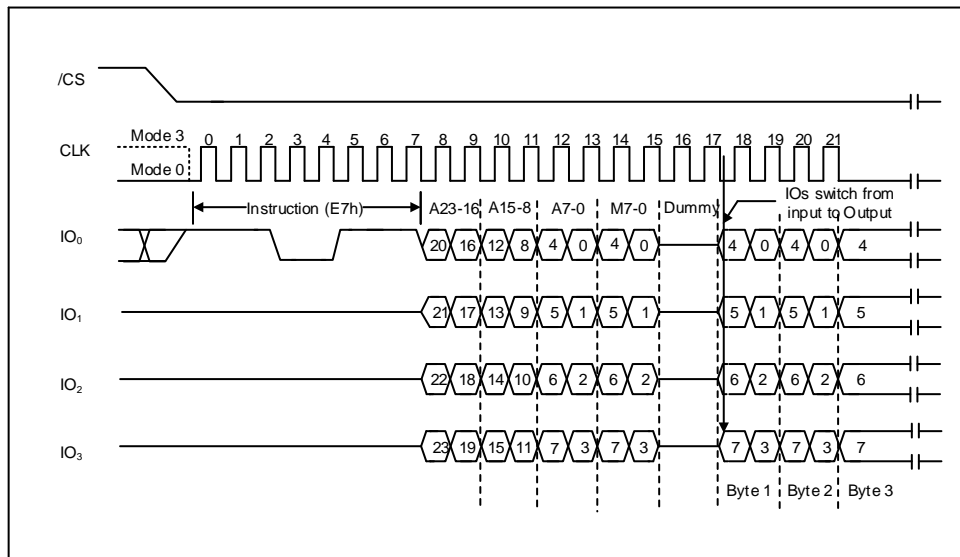 /CS
Mode 3
0 1 2 3 4 5 6 7 8 9 10 11 12 13 14 15 16 17 18 19 20 21
CLK
Mode 0
IOs switch from
input to Output
Instruction (E7h) A23-16 A15-8 A7-0 M7-0 Dummy
IO0 20 16 12 8 4 0 4 0 4 0 4 0 4
IO1 21 17 13 9 5 1 5 1 5 1 5 1 5
IO2 22 18 14 10 6 2 6 2 6 2 6 2 6
IO3 23 19 15 11 7 3 7 3 7 3 7 3 7
Byte 1 Byte 2 Byte 3